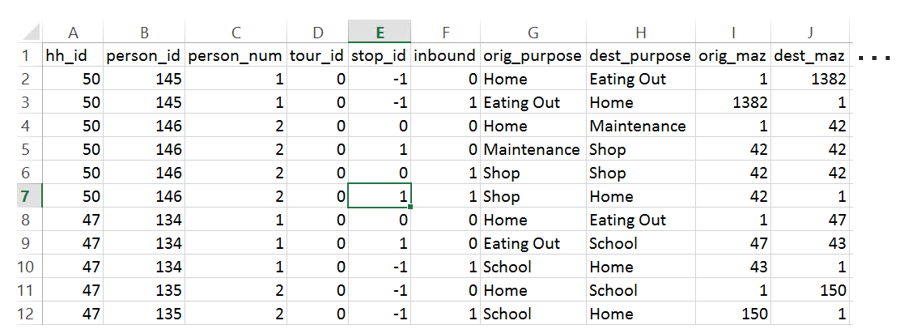 A B C D E F G H I J
1 hh_id person_id person_num tour_id stop_id inbound orig_purpose dest_purpose orig_maz dest_maz ...
2 50 145 1 0 -1 0 Home Eating Out 1 1382
3 50 145 1 0 -1 1 Eating Out Home 1382 1
4 50 146 2 0 0 0 Home Maintenance 1 42
5 50 146 2 0 1 0 Maintenance Shop 42 42
6 50 146 2 0 0 1 Shop Shop 42 42
7 50 146 2 0 1 1 Shop Home 42 1
8 47 134 1 0 0 0 Home Eating Out 1 47
9 47 134 1 0 1 0 Eating Out School 47 43
10 47 134 1 0 -1 1 School Home 43 1
11 47 135 2 0 -1 0 Home School 1 150
12 47 135 2 0 -1 1 School Home 150 1